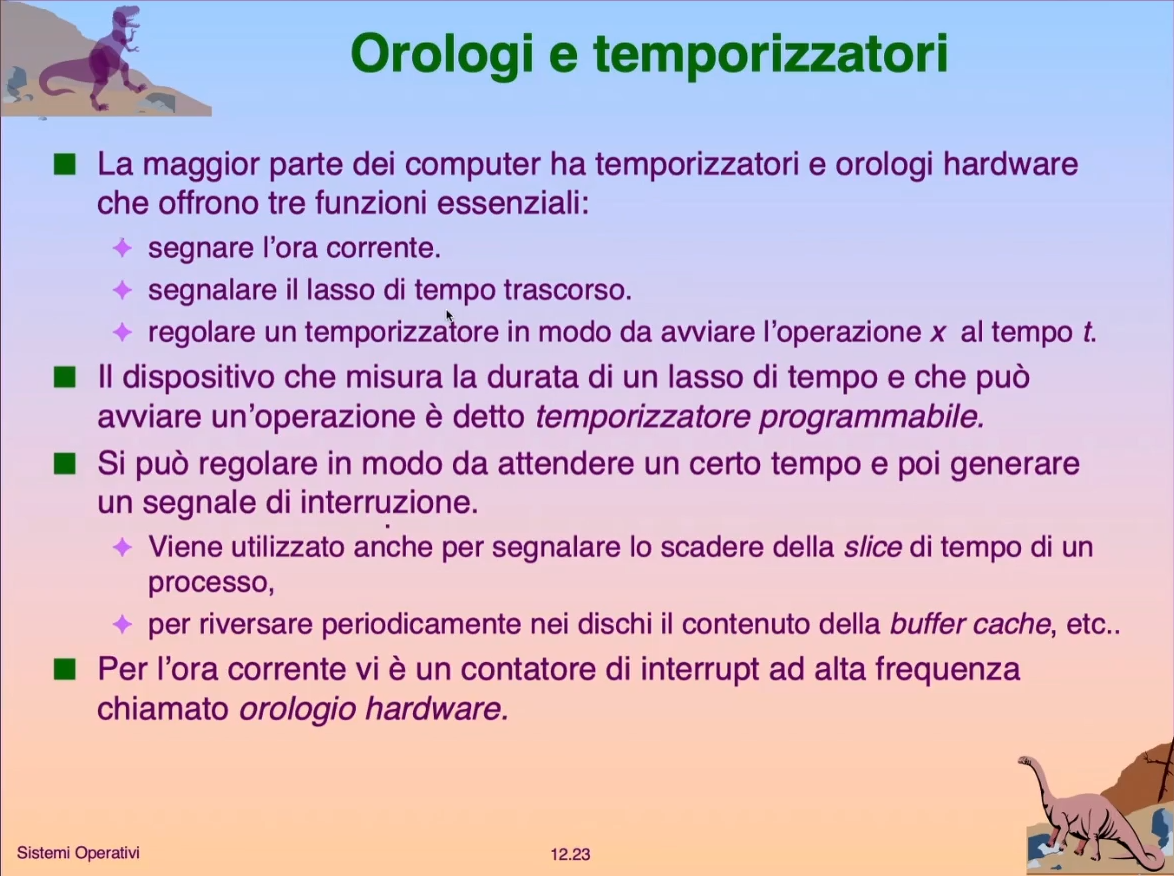 Orologi e temporizzatori
La maggior parte dei computer ha temporizzatori e orologi hardware
che offrono tre funzioni essenziali:
segnare l'ora corrente.
segnalare il lasso di tempo trascorso.
regolare un temporizzatore in modo da avviare l'operazione x al tempo t.
Il dispositivo che misura la durata di un lasso di tempo e che può
avviare un'operazione è detto temporizzatore programmabile.
Si può regolare in modo da attendere un certo tempo e poi generare
un segnale di interruzione.
Viene utilizzato anche per segnalare lo scadere della slice di tempo di un
processo,
per riversare periodicamente nei dischi il contenuto della buffer cache, etc..
Per l'ora corrente vi è un contatore di interrupt ad alta frequenza
chiamato orologio hardware.
Sistemi Operativi
12.23